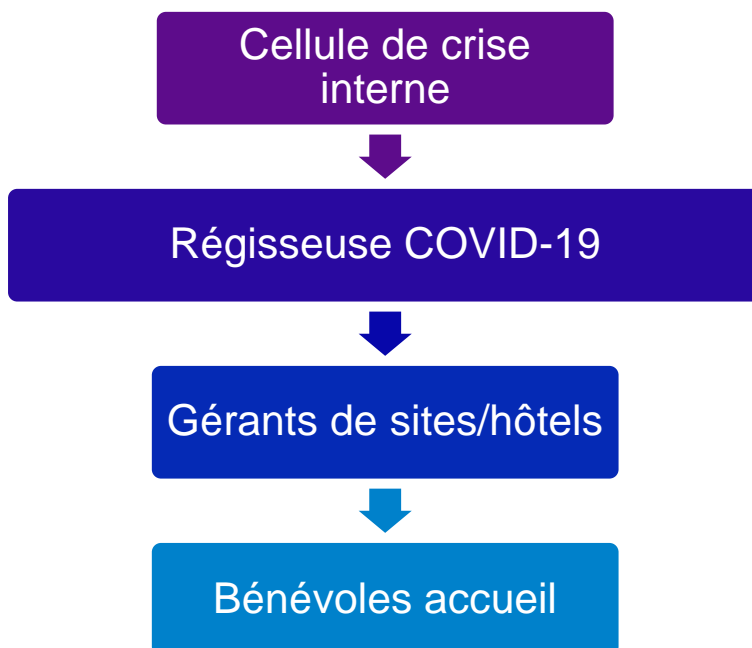 Cellule de crise
interne
Régisseuse COVID-19
Gérants de sites/hôtels
Bénévoles accueil